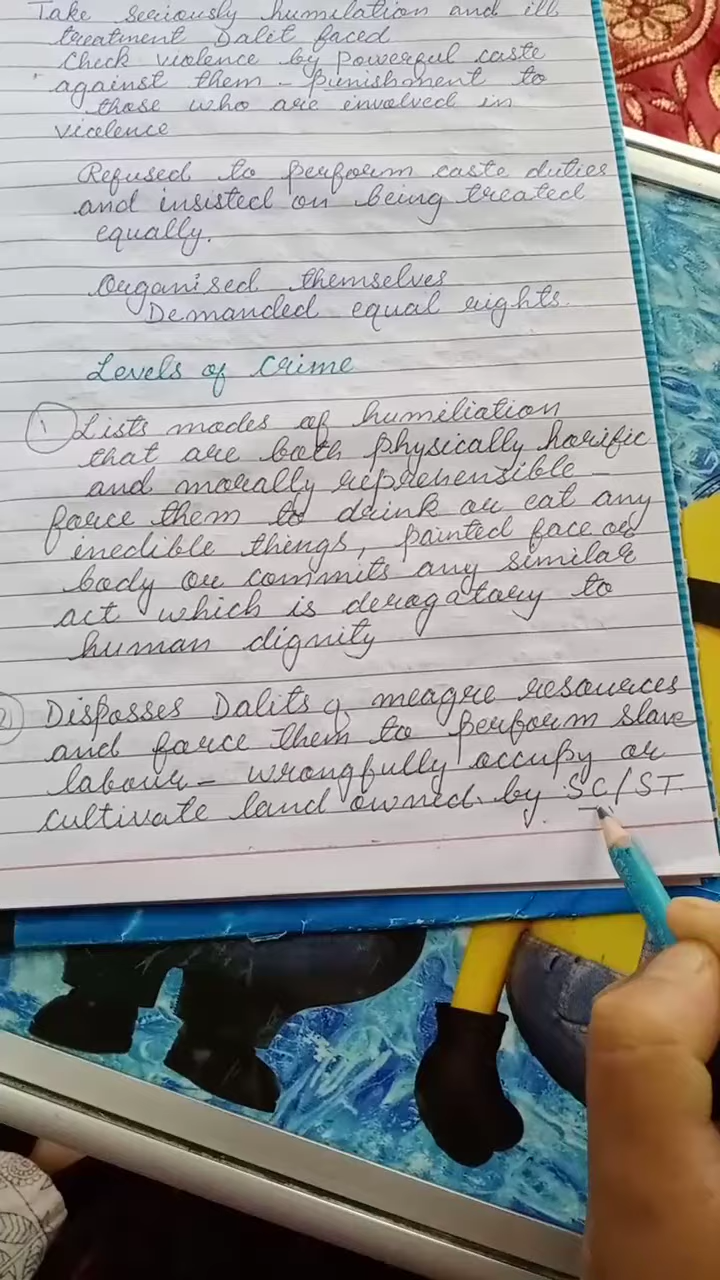 Take seriously humilation and ill
treatment Dalit faced
Check violence by powerful caste
against them - punishment to
those who are involved in
violence
Refused to perform caste duties
and insisted on being treated
equally.
Organised themselves
Demanded equal rights.
Levels of Crime
① Lists modes of humiliation
that are both physically horific
and morally reprehensible -
force them to drink or eat any
inedible things, painted face or
body or commits any similar
act which is derogatory to
human dignity
② Disposses Dalits of meagre resources
and force them to perform slave
labour - wrongfully occupy or
cultivate land owned by SC/ST.